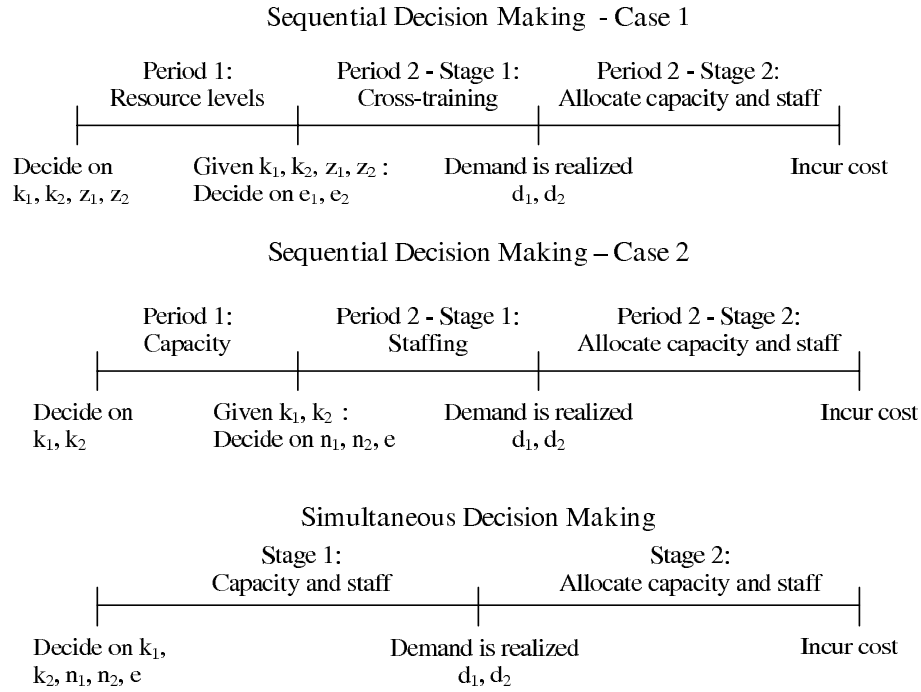 Sequential Decision Making - Case 1
Period 1:
Resource levels
Period 2 - Stage 1:
Cross-training
Period 2 - Stage 2:
Allocate capacity and staff
Decide on
k₁, k₂, z₁, z₂
Given k₁, k₂, z₁, z₂ :
Decide on e₁, e₂
Demand is realized
d₁, d₂
Incur cost
Sequential Decision Making – Case 2
Period 1:
Capacity
Period 2 - Stage 1:
Staffing
Period 2 - Stage 2:
Allocate capacity and staff
Decide on
k₁, k₂
Given k₁, k₂ :
Decide on n₁, n₂, e
Demand is realized
d₁, d₂
Incur cost
Simultaneous Decision Making
Stage 1:
Capacity and staff
Stage 2:
Allocate capacity and staff
Decide on k₁,
k₂, n₁, n₂, e
Demand is realized
d₁, d₂
Incur cost